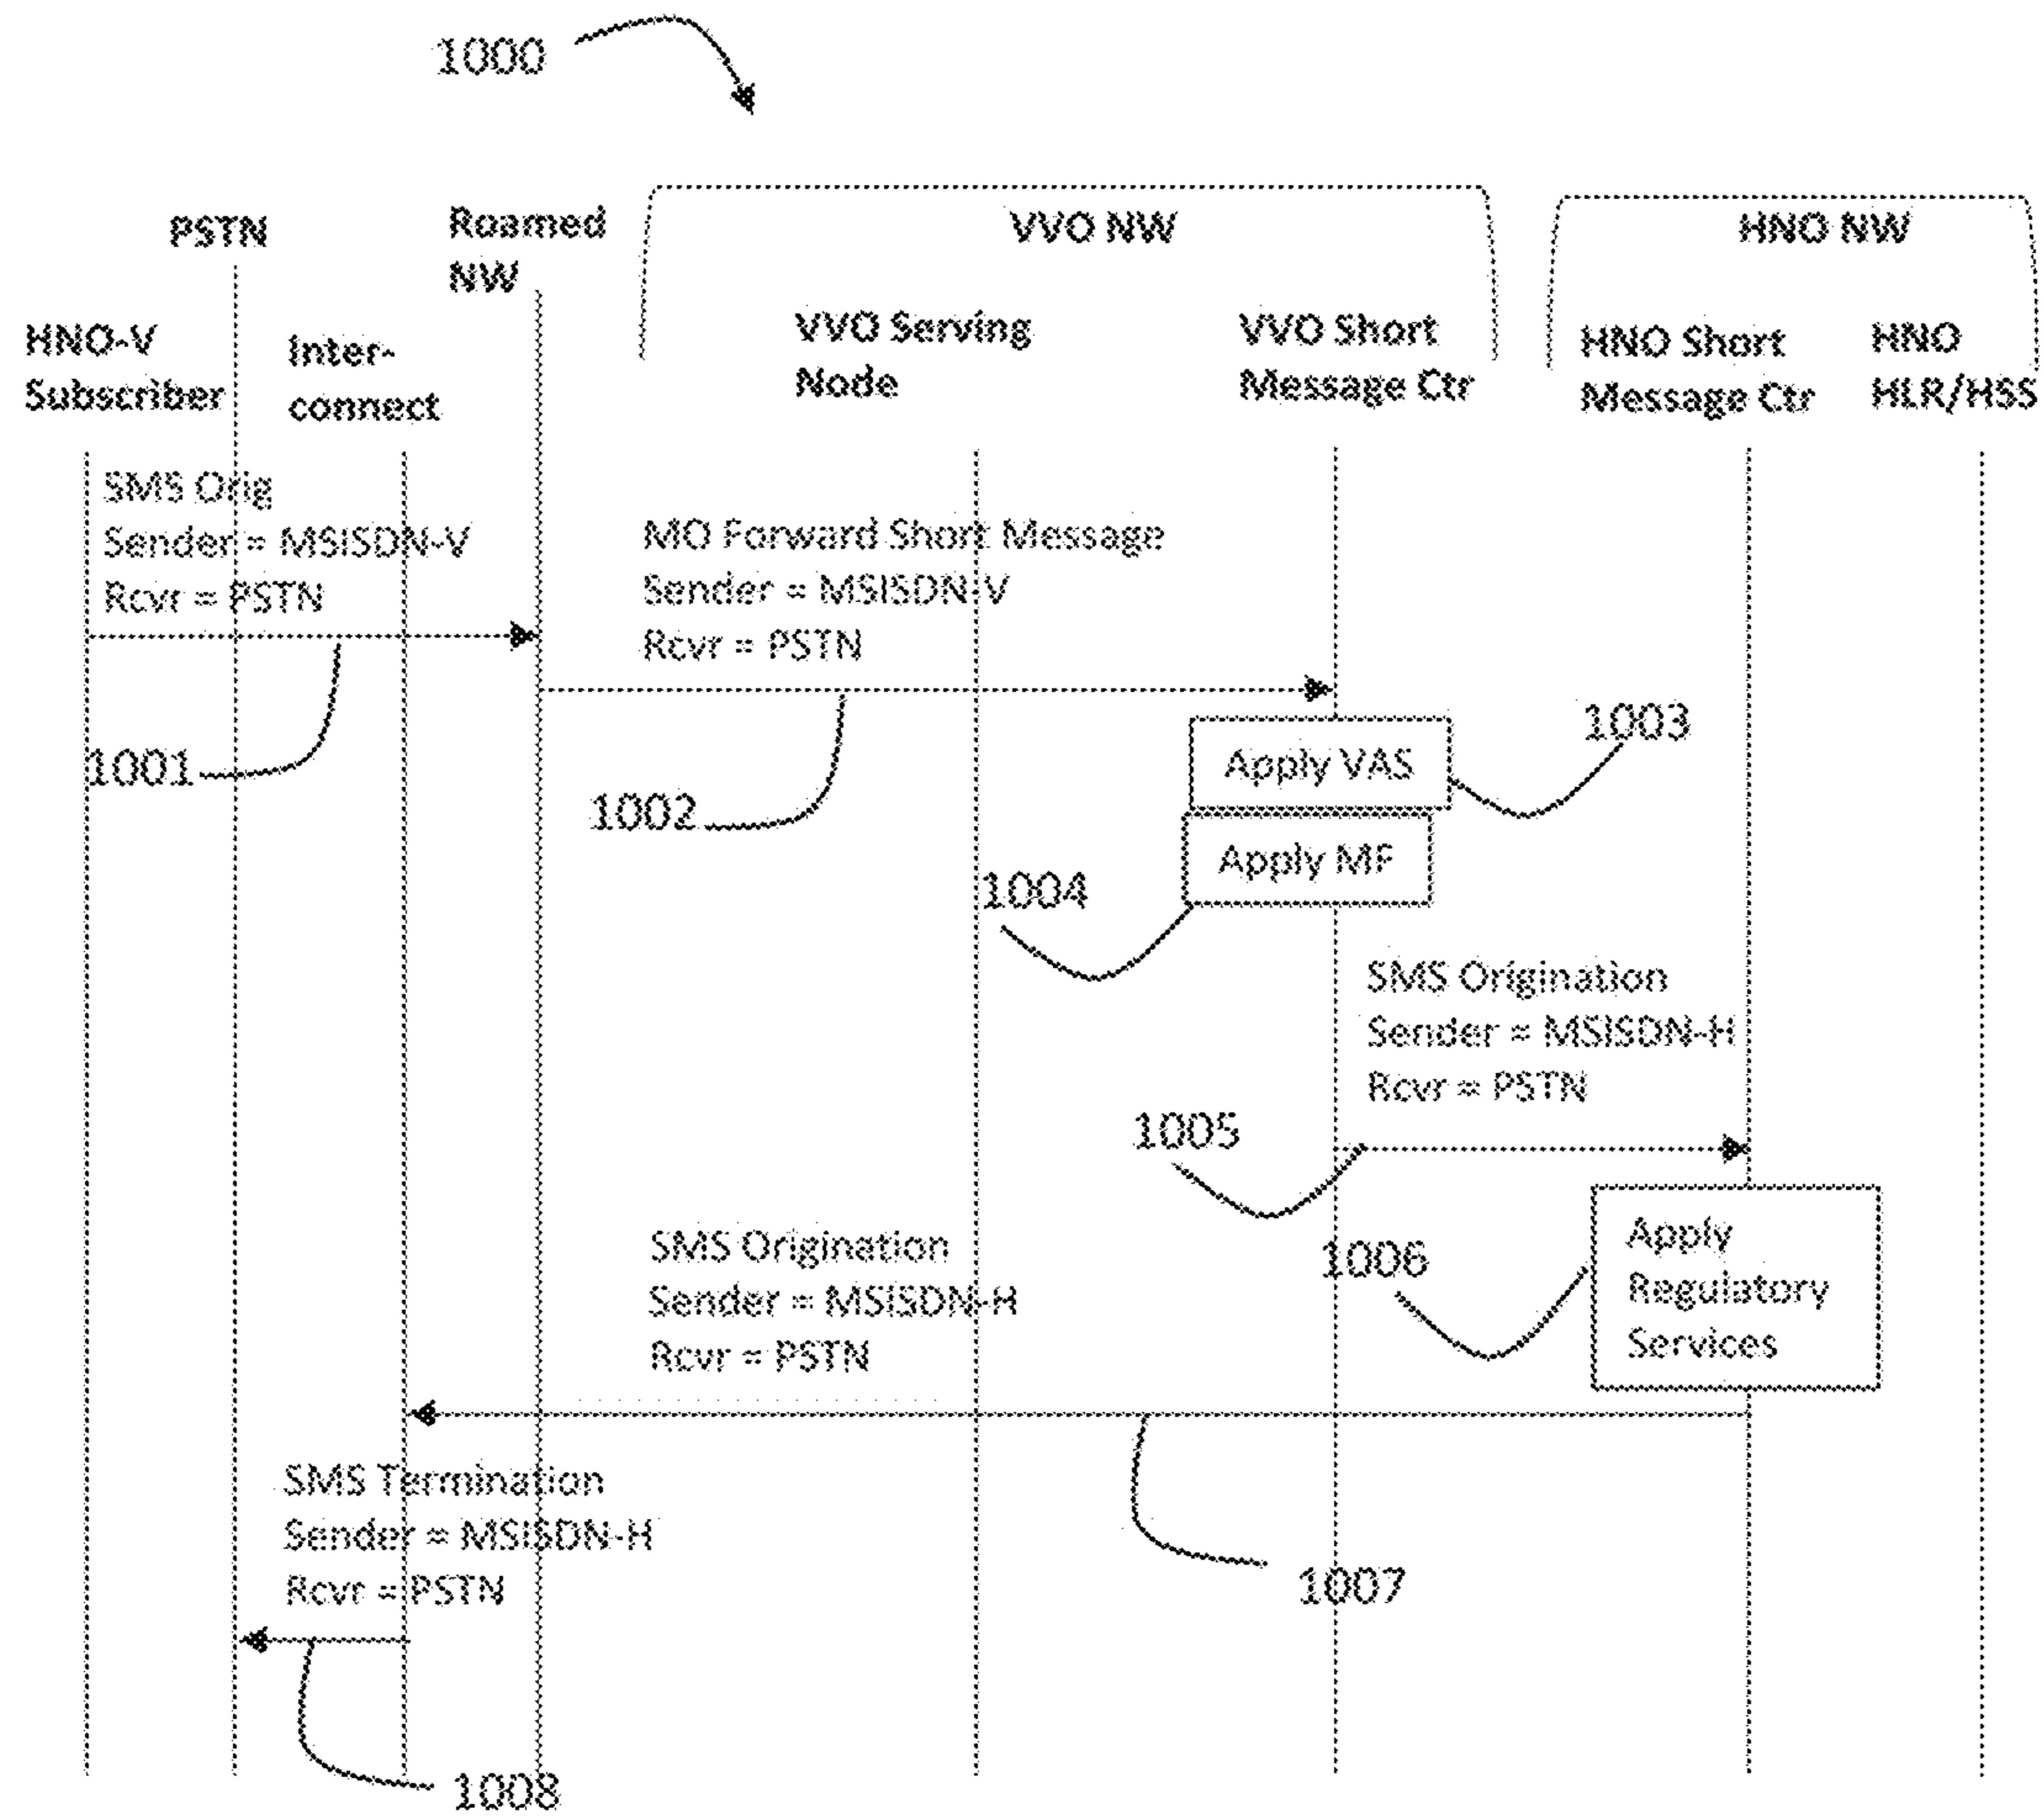 1000
PSTN
Roamed
NW
VVO NW
HNO NW
HNO-V
Subscriber
Inter-
connect
VVO Serving
Node
VVO Short
Message Ctr
HNO Short
Message Ctr
HNO
HLR/HSS
SMS Orig
Sender = MSISDN-V
Rcvr = PSTN
MO Forward Short Message
Sender = MSISDN-V
Rcvr = PSTN
1001
1002
Apply VAS
1003
Apply MF
1004
SMS Origination
Sender = MSISDN-H
Rcvr = PSTN
1005
Apply
Regulatory
Services
1006
SMS Origination
Sender = MSISDN-H
Rcvr = PSTN
1007
SMS Termination
Sender = MSISDN-H
Rcvr = PSTN
1008